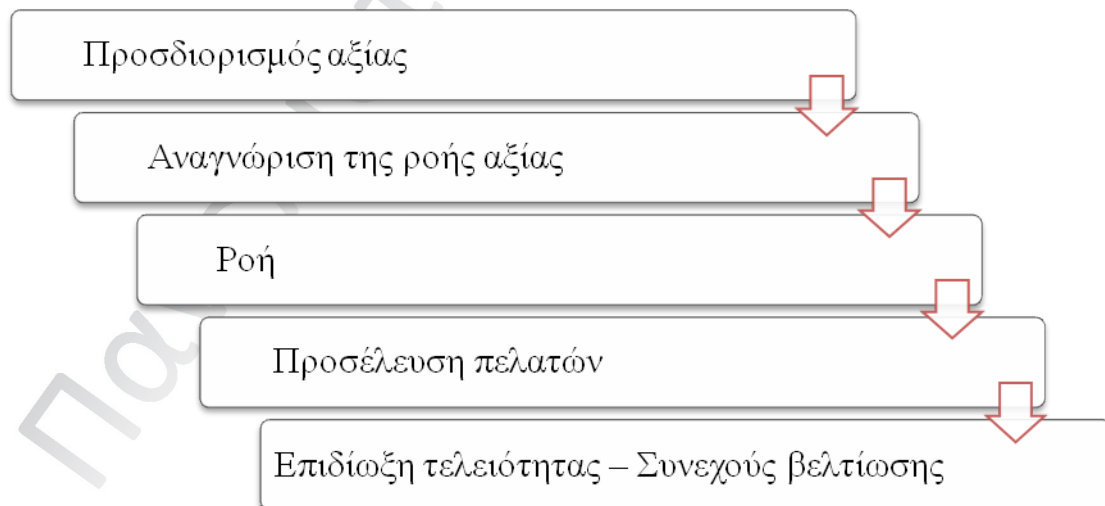 Προσδιορισμός αξίας
Αναγνώριση της ροής αξίας
Ροή
Προσέλευση πελατών
Επιδίωξη τελειότητας – Συνεχούς βελτίωσης